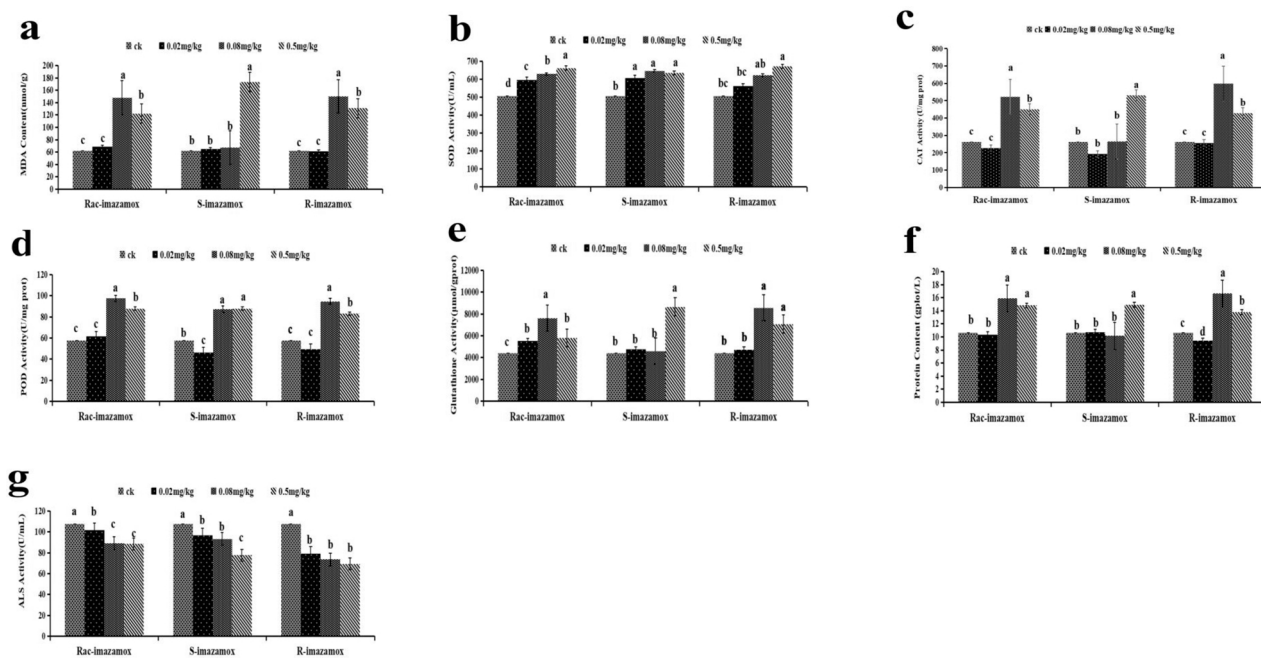 a
ck 0.02mg/kg 0.08mg/kg 0.5mg/kg
MDA Content(nmol/g)
200
180
160
140
120
100
80
60
40
20
0
c c a b
b b b a
c c a b
Rac-imazamox S-imazamox R-imazamox
b
ck 0.02mg/kg 0.08mg/kg 0.5mg/kg
SOD Activity(U/mL)
700
600
500
400
300
200
100
0
d c b a
b a a a
bc bc ab a
Rac-imazamox S-imazamox R-imazamox
c
ck 0.02mg/kg 0.08mg/kg 0.5mg/kg
CAT Activity (U/mg prot)
800
700
600
500
400
300
200
100
0
c c a b
b b b a
c c a b
Rac-imazamox S-imazamox R-imazamox
d
ck 0.02mg/kg 0.08mg/kg 0.5mg/kg
POD Activity(U/mg prot)
120
100
80
60
40
20
0
c c a b
b c a a
c c a b
Rac-imazamox S-imazamox R-imazamox
e
ck 0.02mg/kg 0.08mg/kg 0.5mg/kg
Glutathione Activity(μmol/gprot)
12000
10000
8000
6000
4000
2000
0
c b a b
b b b a
b b a a
Rac-imazamox S-imazamox R-imazamox
f
ck 0.02mg/kg 0.08mg/kg 0.5mg/kg
Protein Content (gplot/L)
20
18
16
14
12
10
8
6
4
2
0
b b a a
b b b a
c d a b
Rac-imazamox S-imazamox R-imazamox
g
ck 0.02mg/kg 0.08mg/kg 0.5mg/kg
ALS Activity(U/mL)
120
100
80
60
40
20
0
a b c c
a b b c
a b b b
Rac-imazamox S-imazamox R-imazamox